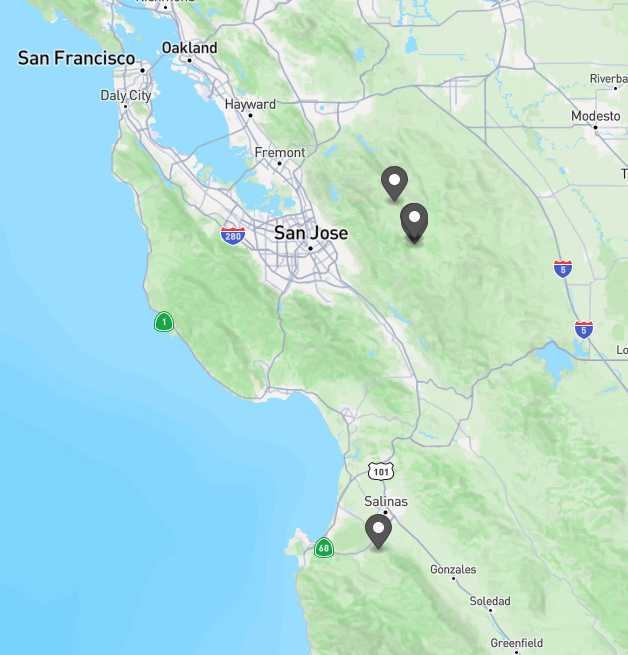 Richmond
San Francisco
Oakland
Daly City
Hayward
Riverba
Modesto
Fremont
T
San Jose
280
5
1
5
Lo
101
Salinas
68
Gonzales
Soledad
Greenfield